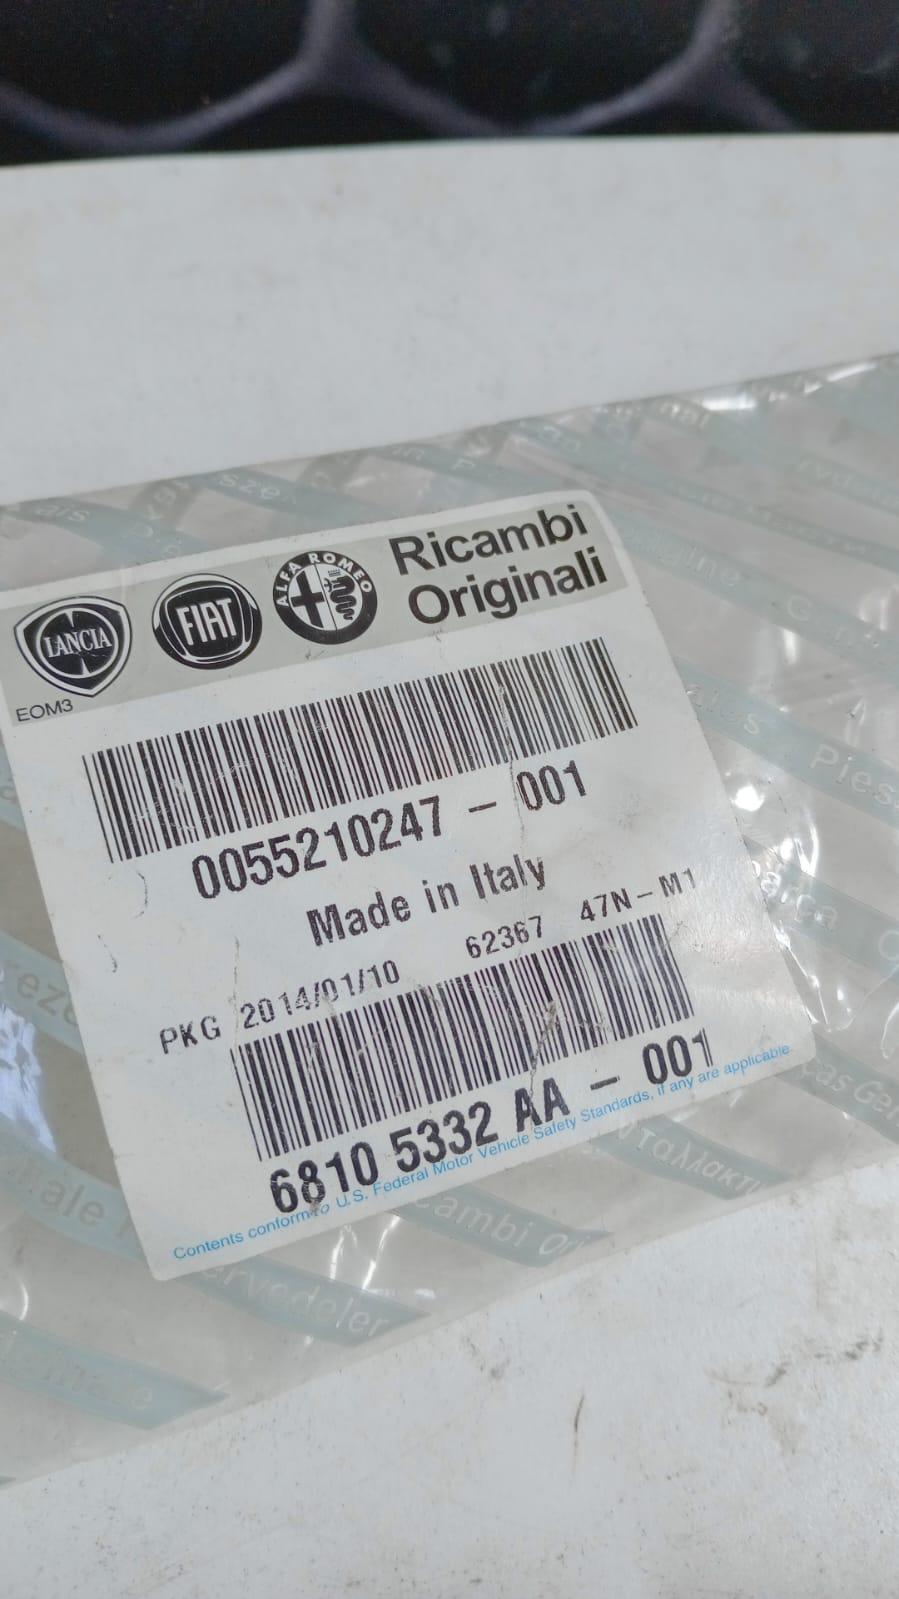 LANCIA
FIAT
ALFA ROMEO
Ricambi
Originali
EOM3
0055210247 - 001
Made in Italy
PKG 2014/01/10 62367 47N-M1
6810 5332 AA - 001
Contents conform to U.S. Federal Motor Vehicle Safety Standards, if any are applicable